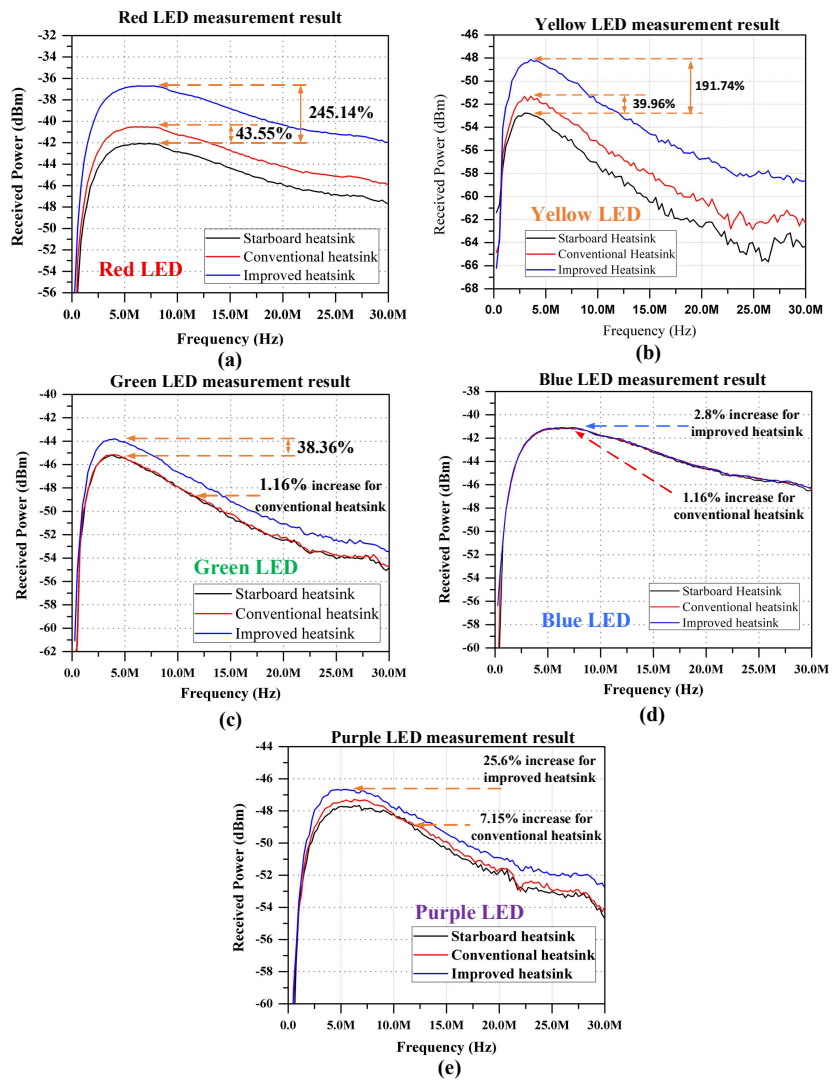 Red LED measurement result
-32
-34
-36
-38
-40
-42
-44
-46
-48
-50
-52
-54
-56
Received Power (dBm)
245.14%
43.55%
Red LED
Starboard heatsink
Conventional heatsink
Improved heatsink
0.0 5.0M 10.0M 15.0M 20.0M 25.0M 30.0M
Frequency (Hz)
(a)
Yellow LED measurement result
-46
-48
-50
-52
-54
-56
-58
-60
-62
-64
-66
-68
Received Power (dBm)
191.74%
39.96%
Yellow LED
Starboard Heatsink
Conventional Heatsink
Improved Heatsink
0.0 5.0M 10.0M 15.0M 20.0M 25.0M 30.0M
Frequency (Hz)
(b)
Green LED measurement result
-40
-42
-44
-46
-48
-50
-52
-54
-56
-58
-60
-62
Received Power (dBm)
38.36%
1.16% increase for
conventional heatsink
Green LED
Starboard heatsink
Conventional heatsink
Improved heatsink
0.0 5.0M 10.0M 15.0M 20.0M 25.0M 30.0M
Frequency (Hz)
(c)
Blue LED measurement result
-38
-40
-42
-44
-46
-48
-50
-52
-54
-56
-58
-60
Received Power (dBm)
2.8% increase for
improved heatsink
1.16% increase for
conventional heatsink
Blue LED
Starboard Heatsink
Conventional heatsink
Improved heatsink
0.0 5.0M 10.0M 15.0M 20.0M 25.0M 30.0M
Frequency (Hz)
(d)
Purple LED measurement result
-44
-46
-48
-50
-52
-54
-56
-58
-60
Received Power (dBm)
25.6% increase for
improved heatsink
7.15% increase for
conventional heatsink
Purple LED
Starboard heatsink
Conventional heatsink
Improved heatsink
0.0 5.0M 10.0M 15.0M 20.0M 25.0M 30.0M
Frequency (Hz)
(e)